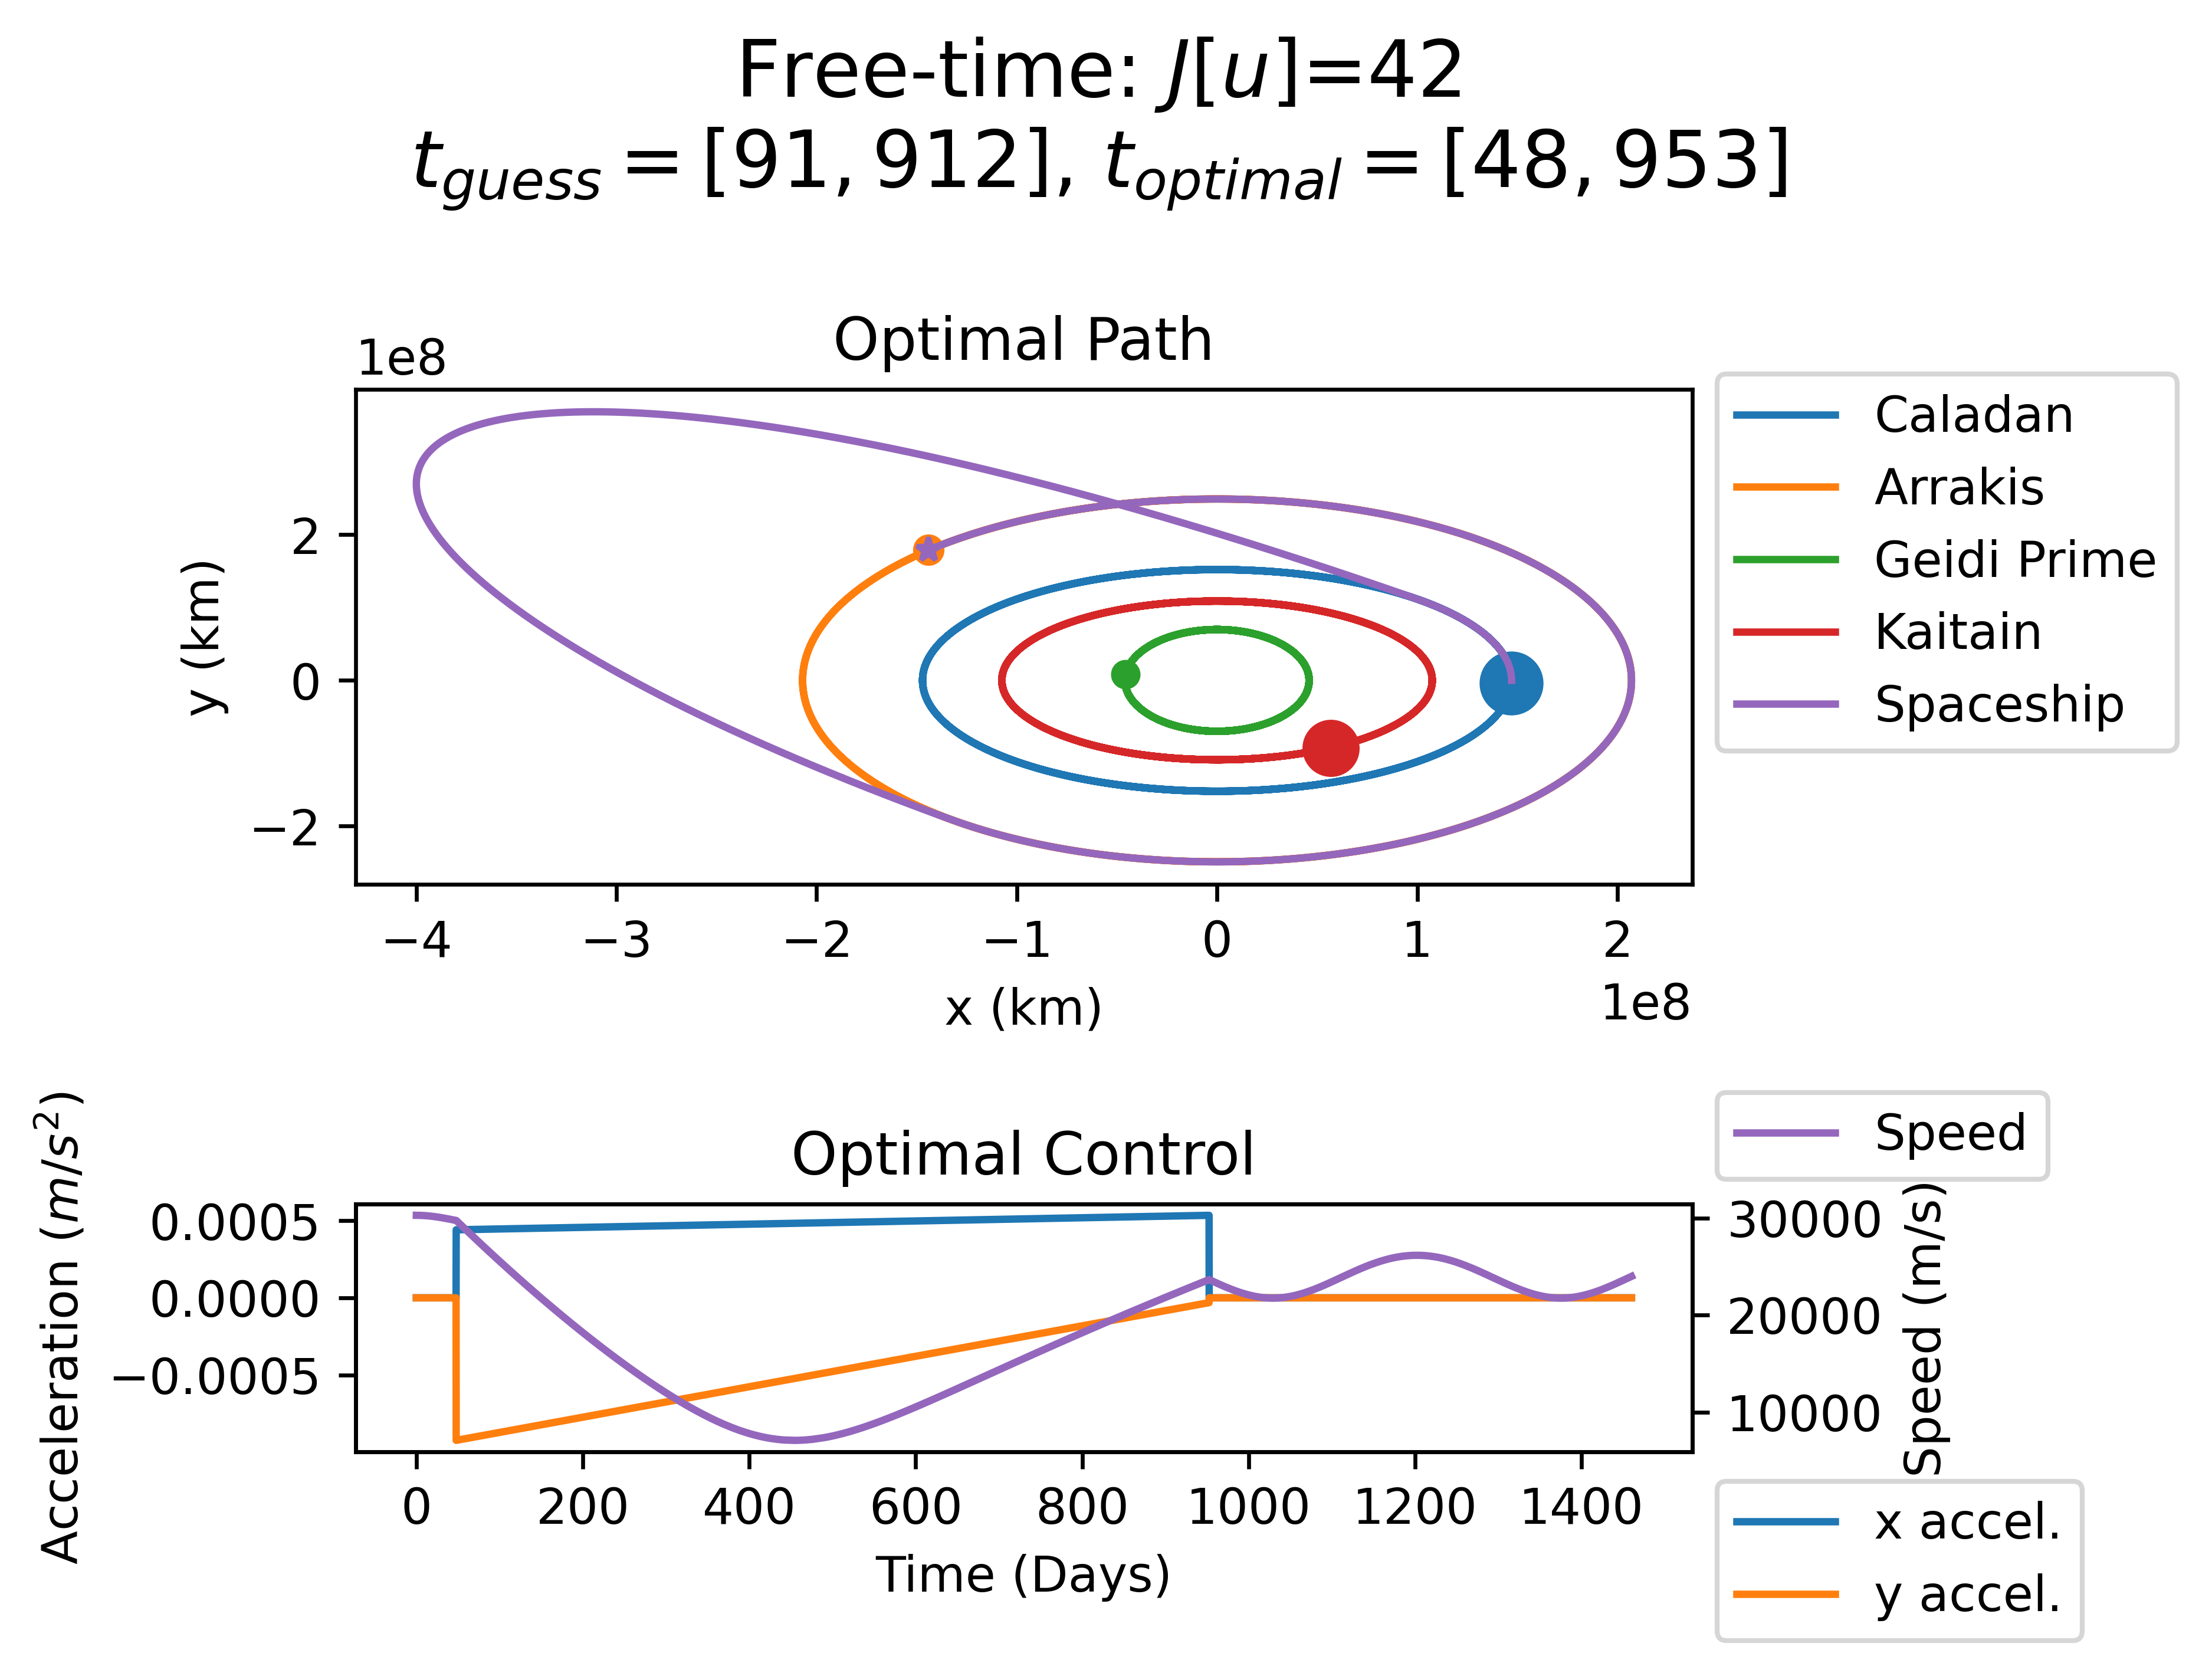 Free-time: J[u]=42
t_guess = [91, 912], t_optimal = [48, 953]
Optimal Path
1e8
2
0
−2
y (km)
−4 −3 −2 −1 0 1 2
1e8
x (km)
Caladan
Arrakis
Geidi Prime
Kaitain
Spaceship
Optimal Control
Speed
0.0005
0.0000
−0.0005
Acceleration (m/s²)
30000
20000
10000
Speed (m/s)
0 200 400 600 800 1000 1200 1400
Time (Days)
x accel.
y accel.